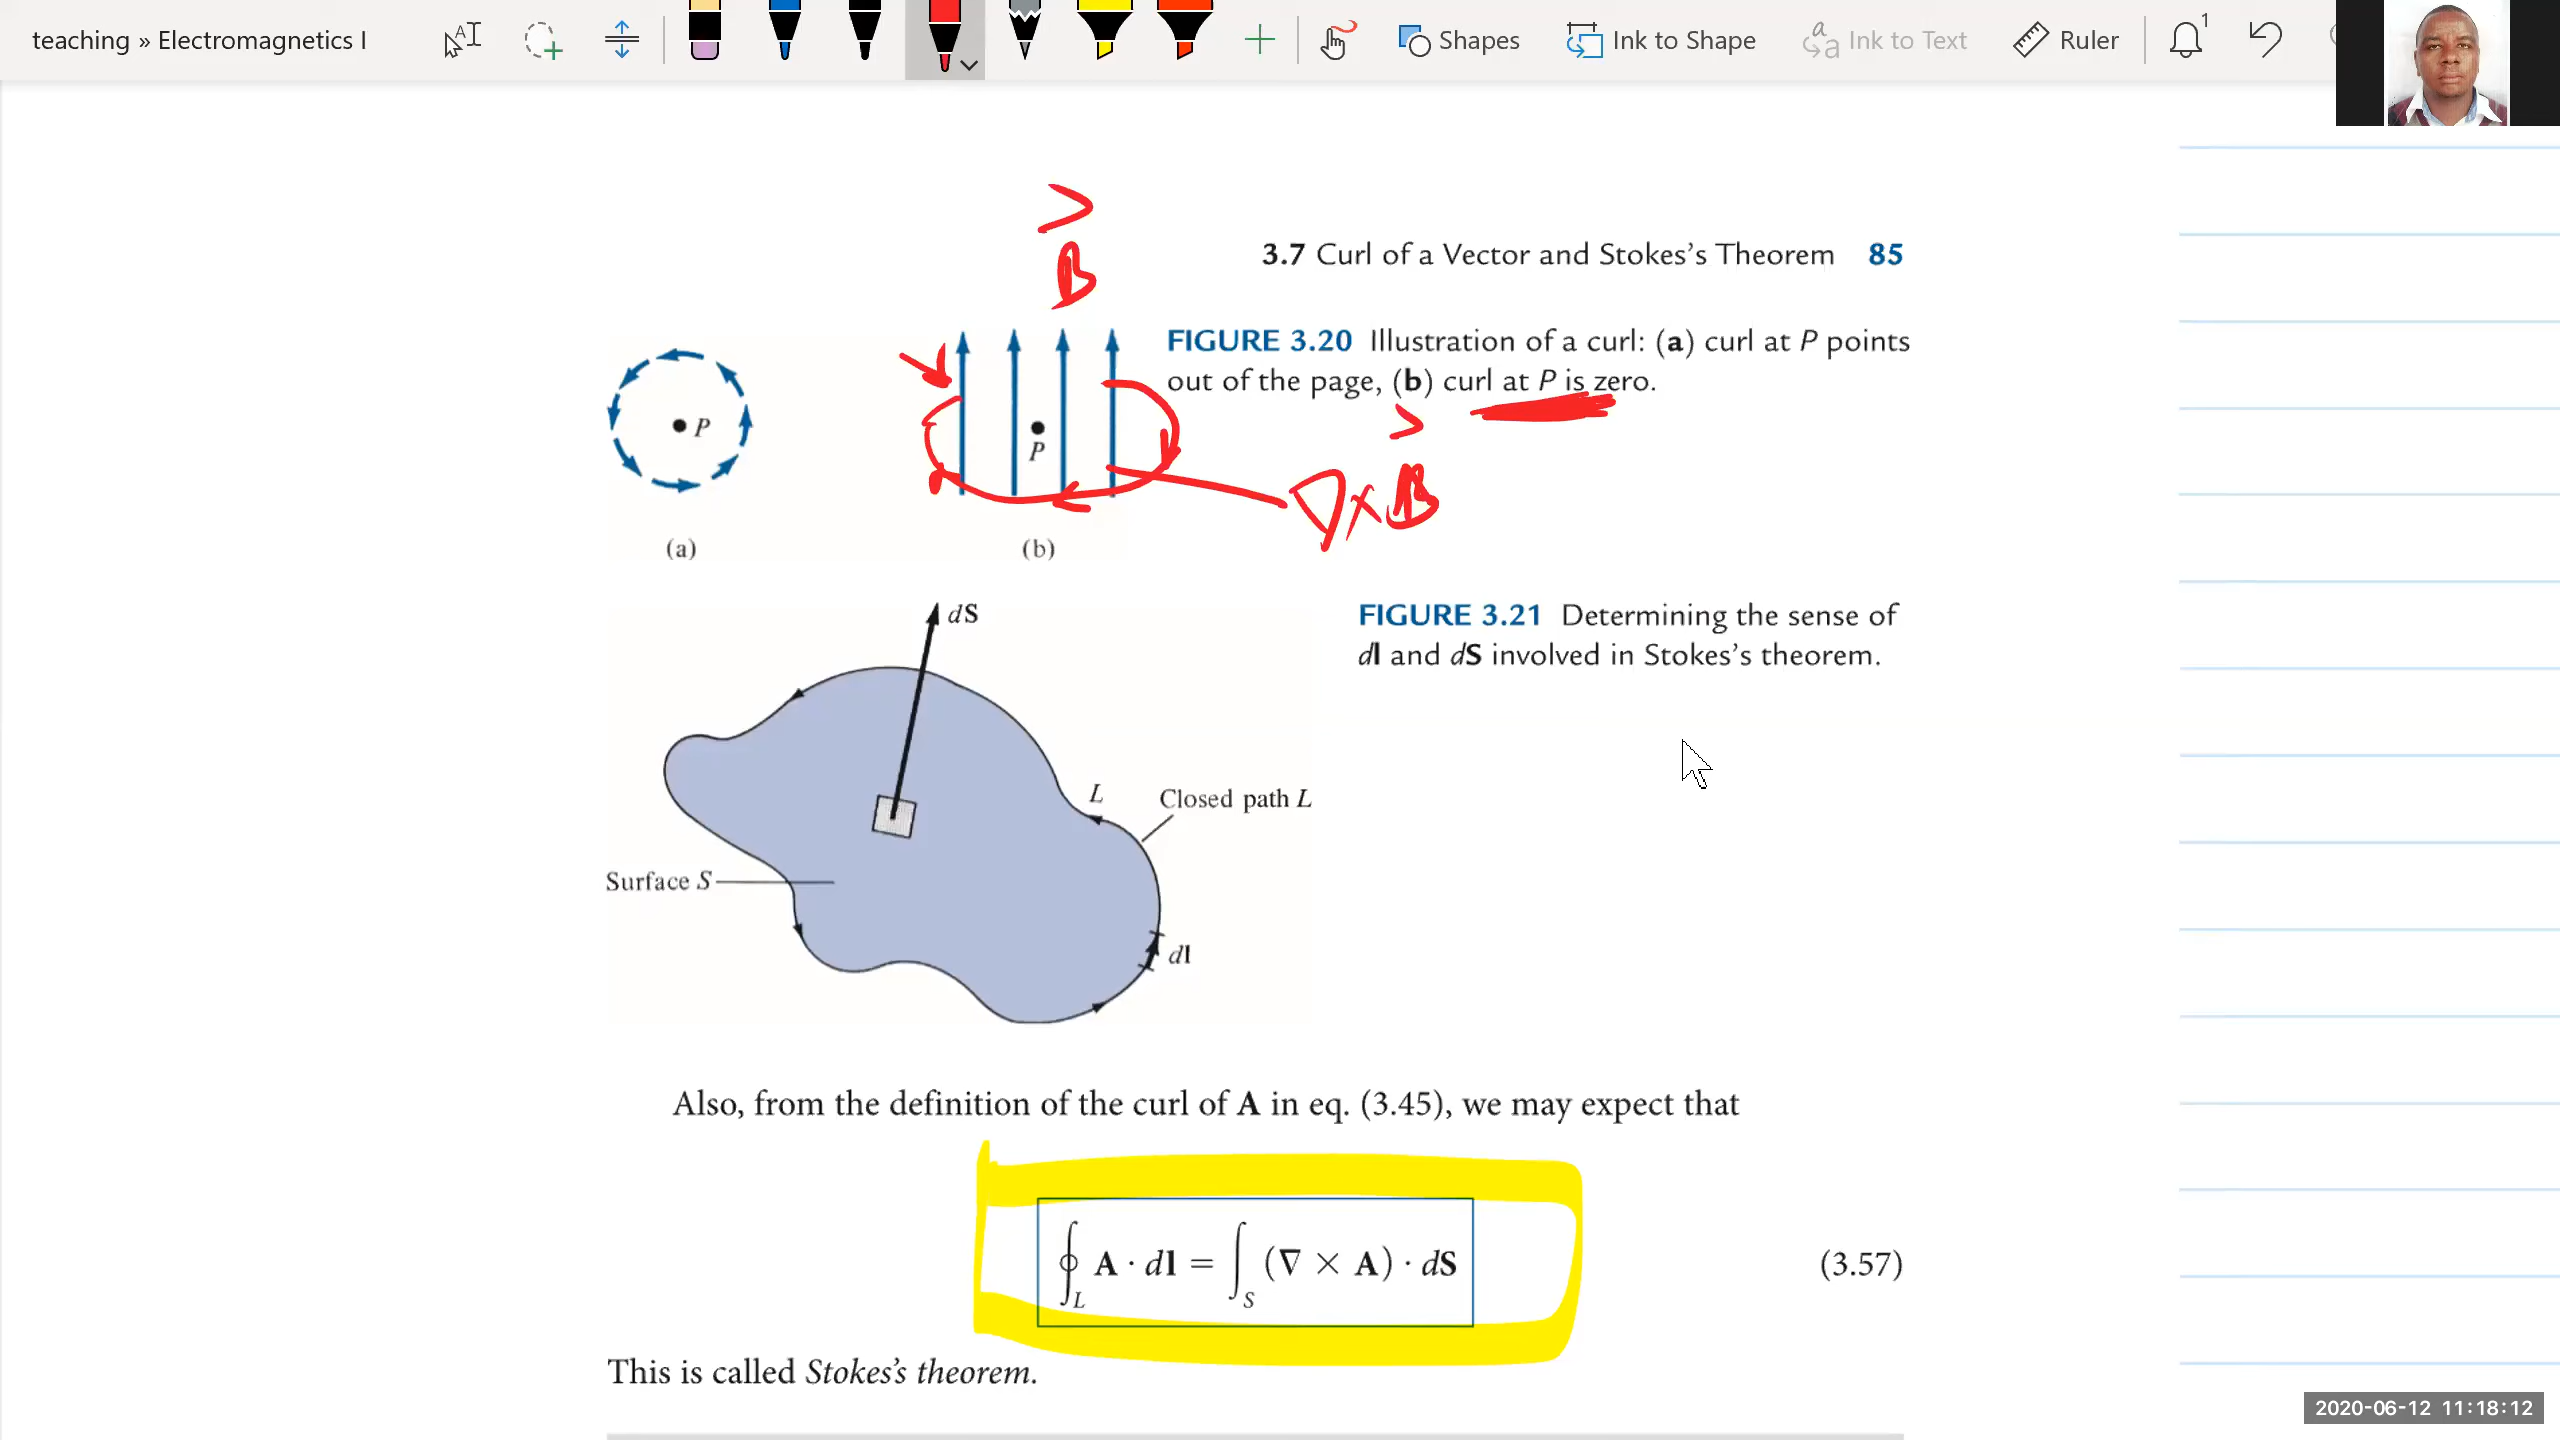 teaching » Electromagnetics I
Shapes
Ink to Shape
Ink to Text
Ruler
1
B
3.7 Curl of a Vector and Stokes's Theorem 85
FIGURE 3.20 Illustration of a curl: (a) curl at P points
out of the page, (b) curl at P is zero.
P
P
∇×B
(a)
(b)
dS
FIGURE 3.21 Determining the sense of
dl and dS involved in Stokes's theorem.
L
Closed path L
Surface S
dl
Also, from the definition of the curl of A in eq. (3.45), we may expect that
∮_L A · dl = ∫_S (∇ × A) · dS
(3.57)
This is called Stokes's theorem.
2020-06-12 11:18:12